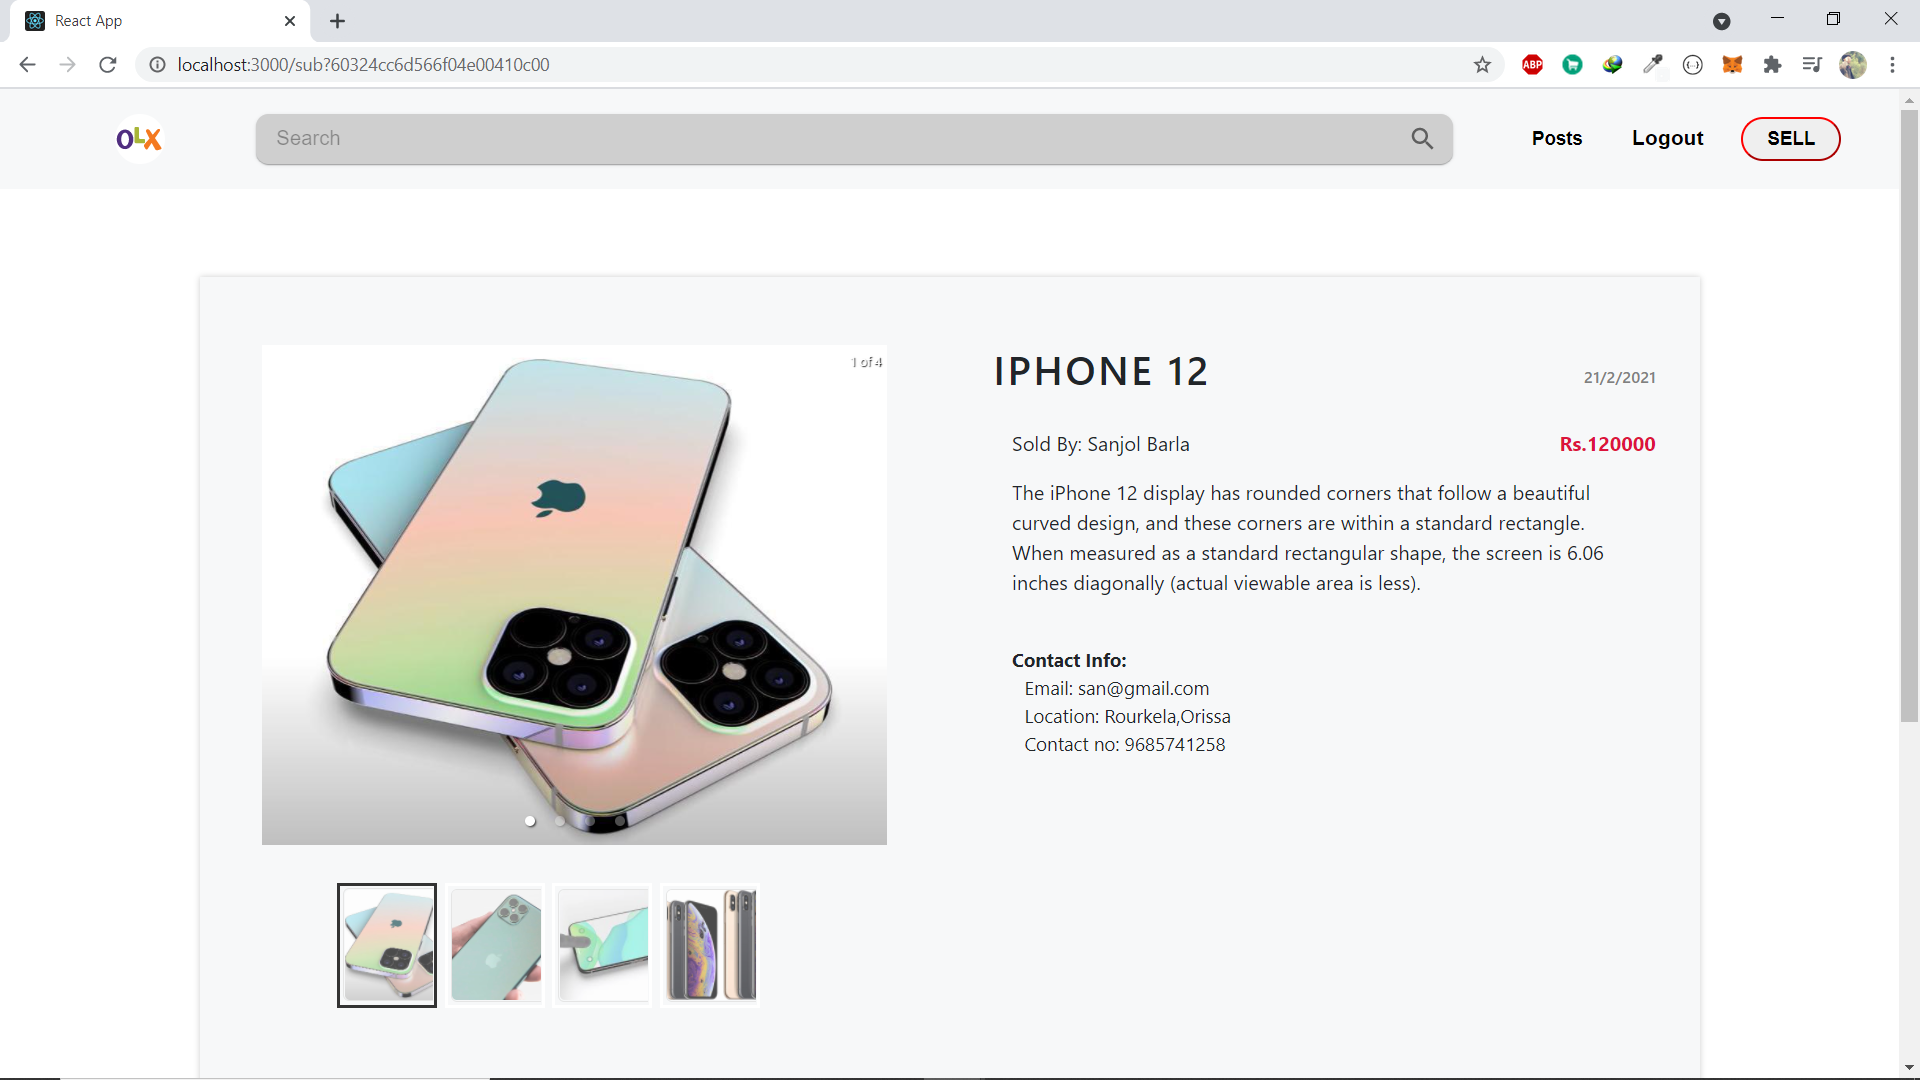 React App
localhost:3000/sub?60324cc6d566f04e00410c00
ABP
OLX
Search
Posts
Logout
SELL
1 of 4
IPHONE 12
21/2/2021
Sold By: Sanjol Barla
Rs.120000
The iPhone 12 display has rounded corners that follow a beautiful
curved design, and these corners are within a standard rectangle.
When measured as a standard rectangular shape, the screen is 6.06
inches diagonally (actual viewable area is less).
Contact Info:
Email: san@gmail.com
Location: Rourkela,Orissa
Contact no: 9685741258